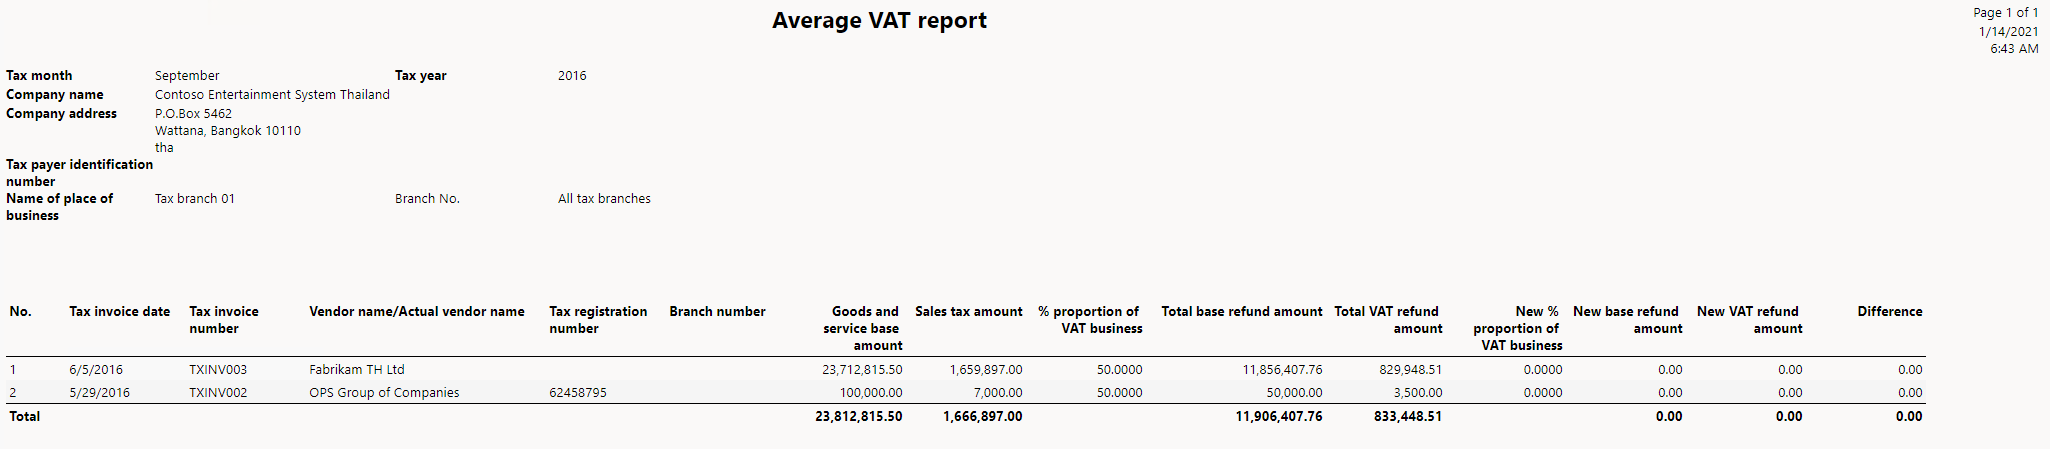 Average VAT report
Page 1 of 1
1/14/2021
6:43 AM
Tax month September Tax year 2016
Company name Contoso Entertainment System Thailand
Company address P.O.Box 5462
Wattana, Bangkok 10110
tha
Tax payer identification
number
Name of place of Tax branch 01 Branch No. All tax branches
business
No. Tax invoice date Tax invoice Vendor name/Actual vendor name Tax registration Branch number Goods and Sales tax amount % proportion of Total base refund amount Total VAT refund New % New base refund New VAT refund Difference
number number service base VAT business amount proportion of amount amount
amount VAT business
1 6/5/2016 TXINV003 Fabrikam TH Ltd 23,712,815.50 1,659,897.00 50.0000 11,856,407.76 829,948.51 0.0000 0.00 0.00 0.00
2 5/29/2016 TXINV002 OPS Group of Companies 62458795 100,000.00 7,000.00 50.0000 50,000.00 3,500.00 0.0000 0.00 0.00 0.00
Total 23,812,815.50 1,666,897.00 11,906,407.76 833,448.51 0.00 0.00 0.00